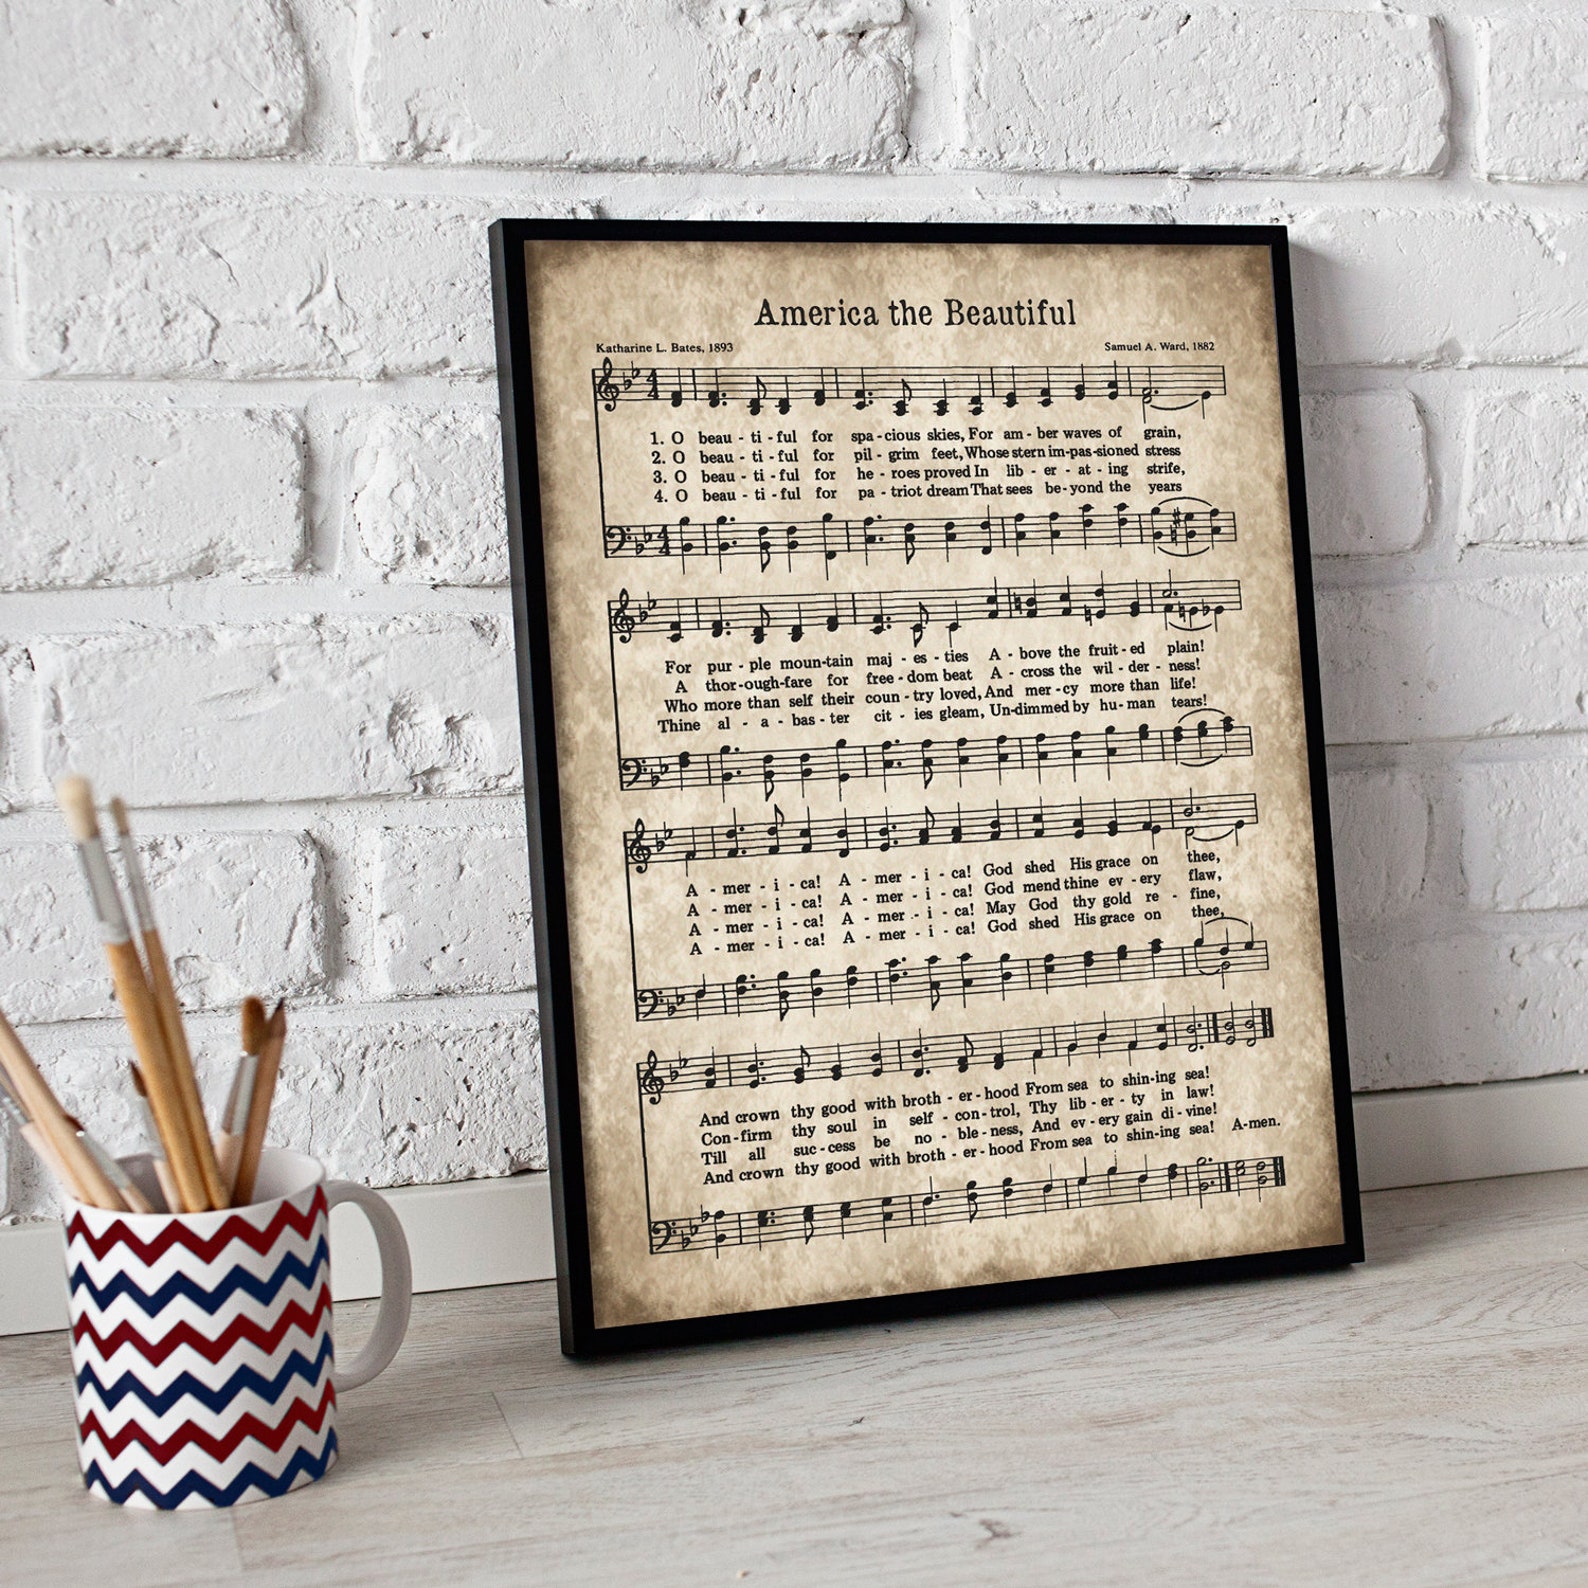 America the Beautiful
Katharine L. Bates, 1893
Samuel A. Ward, 1882
1. O beau - ti - ful for spa - cious skies, For am - ber waves of grain,
2. O beau - ti - ful for pil - grim feet, Whose stern im - pas - sioned stress
3. O beau - ti - ful for he - roes proved In lib - er - at - ing strife,
4. O beau - ti - ful for pa - triot dream That sees be - yond the years
For pur - ple moun - tain maj - es - ties A - bove the fruit - ed plain!
A thor - ough - fare for free - dom beat A - cross the wil - der - ness!
Who more than self their coun - try loved, And mer - cy more than life!
Thine al - a - bas - ter cit - ies gleam, Un - dimmed by hu - man tears!
A - mer - i - ca! A - mer - i - ca! God shed His grace on thee,
A - mer - i - ca! A - mer - i - ca! God mend thine ev - ery flaw,
A - mer - i - ca! A - mer - i - ca! May God thy gold re - fine,
A - mer - i - ca! A - mer - i - ca! God shed His grace on thee,
And crown thy good with broth - er - hood From sea to shin - ing sea!
Con - firm thy soul in self - con - trol, Thy lib - er - ty in law!
Till all suc - cess be no - ble - ness, And ev - ery gain di - vine!
And crown thy good with broth - er - hood From sea to shin - ing sea! A - men.